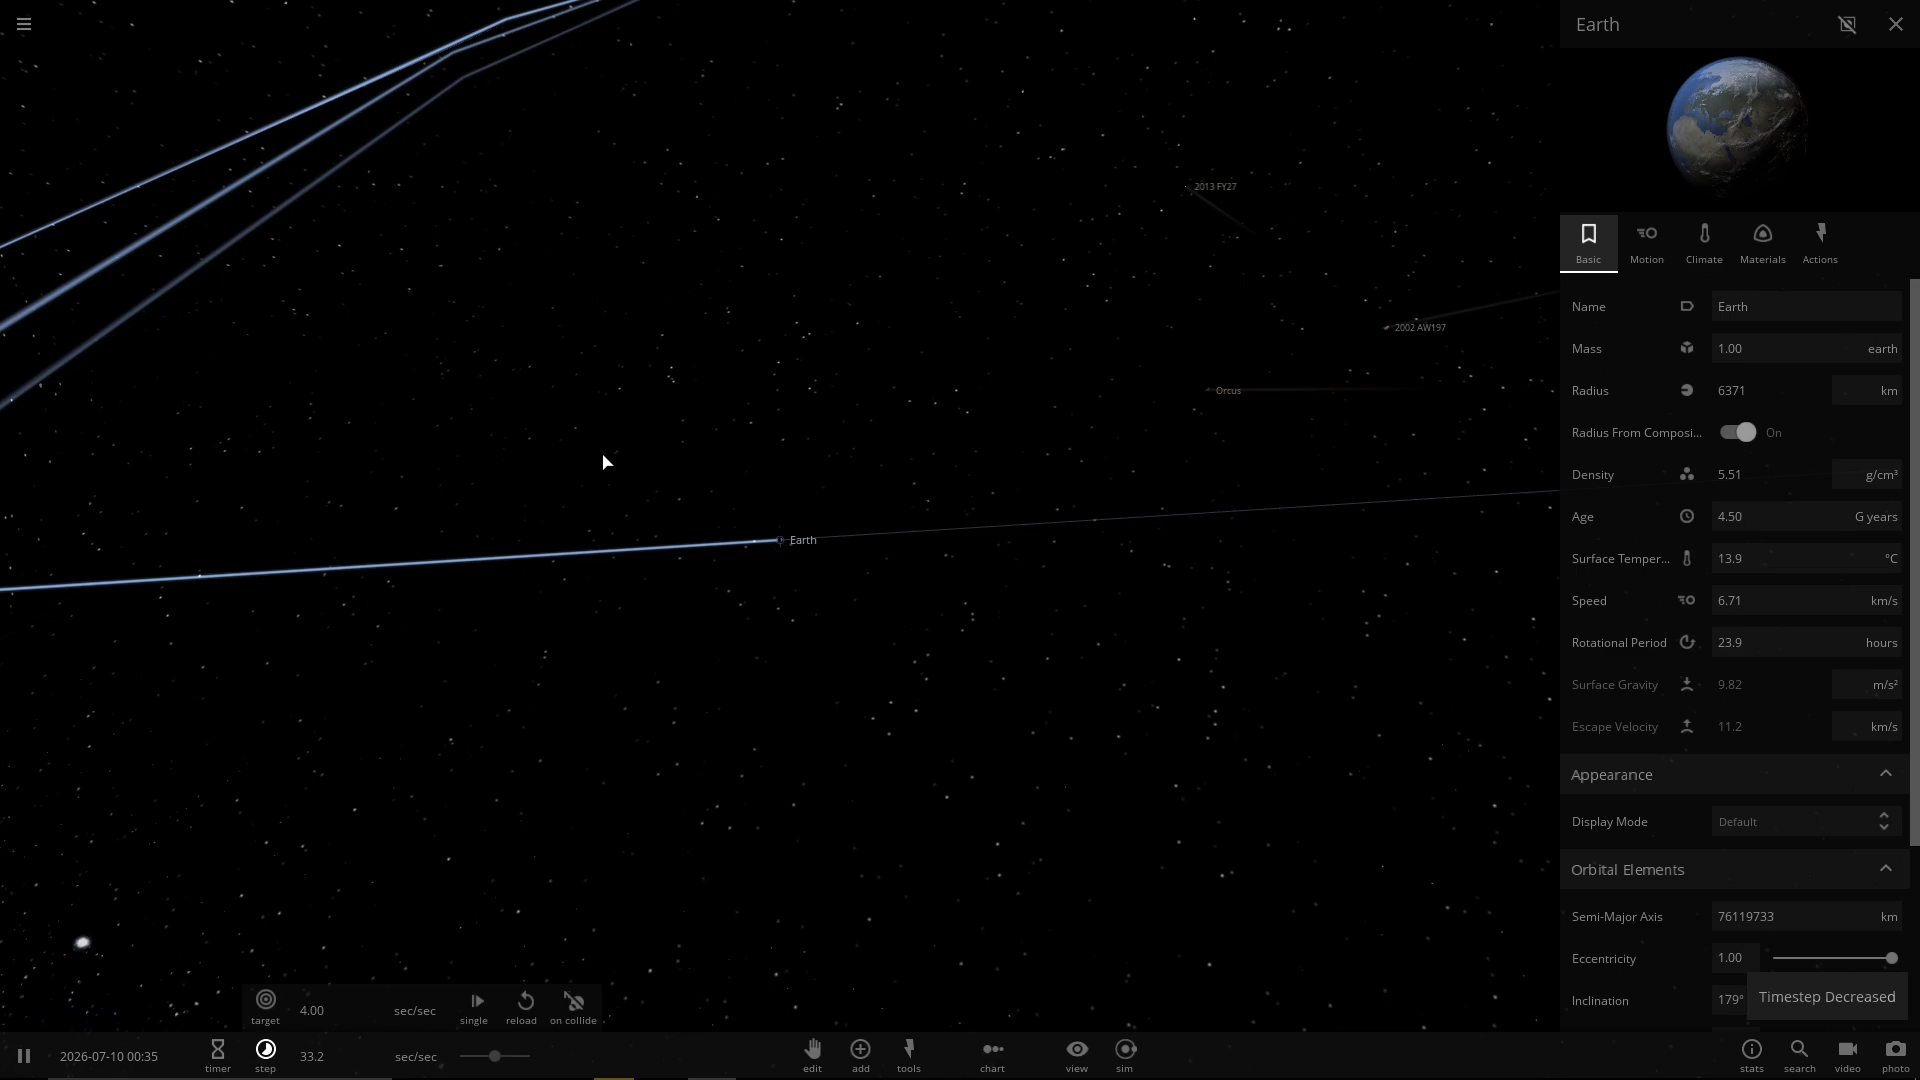 Earth
2013 FY27
2002 AW197
Orcus
Earth
Basic
Motion
Climate
Materials
Actions
Name Earth
Mass 1.00 earth
Radius 6371 km
Radius From Composi... On
Density 5.51 g/cm³
Age 4.50 G years
Surface Temper... 13.9 °C
Speed 6.71 km/s
Rotational Period 23.9 hours
Surface Gravity 9.82 m/s²
Escape Velocity 11.2 km/s
Appearance
Display Mode Default
Orbital Elements
Semi-Major Axis 76119733 km
Eccentricity 1.00
Inclination 179°
Timestep Decreased
target 4.00 sec/sec single reload on collide
2026-07-10 00:35 timer step 33.2 sec/sec edit add tools chart view sim stats search video photo